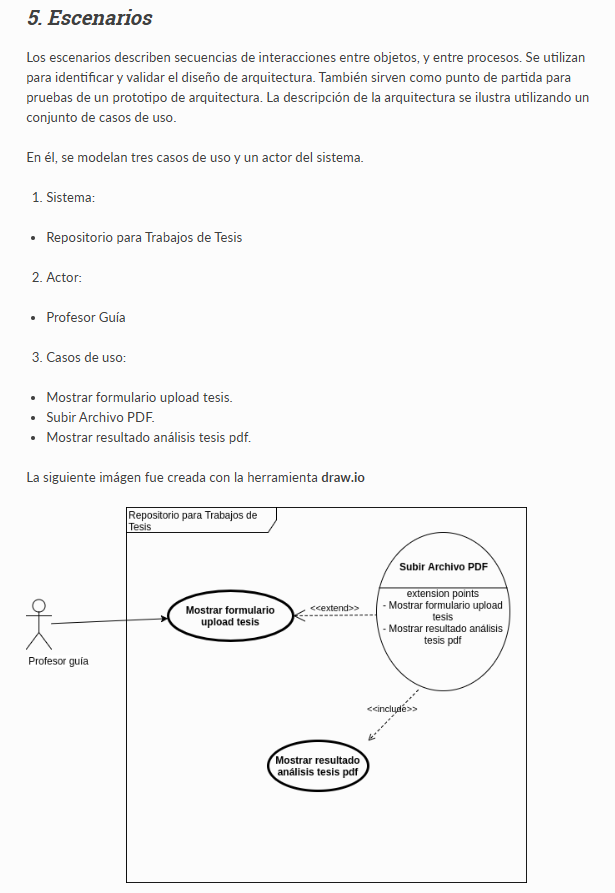 5. Escenarios
Los escenarios describen secuencias de interacciones entre objetos, y entre procesos. Se utilizan
para identificar y validar el diseño de arquitectura. También sirven como punto de partida para
pruebas de un prototipo de arquitectura. La descripción de la arquitectura se ilustra utilizando un
conjunto de casos de uso.
En él, se modelan tres casos de uso y un actor del sistema.
1. Sistema:
• Repositorio para Trabajos de Tesis
2. Actor:
• Profesor Guía
3. Casos de uso:
• Mostrar formulario upload tesis.
• Subir Archivo PDF.
• Mostrar resultado análisis tesis pdf.
La siguiente imágen fue creada con la herramienta draw.io
Repositorio para Trabajos de
Tesis
Profesor guía
Mostrar formulario
upload tesis
<<extend>>
Subir Archivo PDF
extension points
- Mostrar formulario upload
tesis
- Mostrar resultado análisis
tesis pdf
<<include>>
Mostrar resultado
análisis tesis pdf